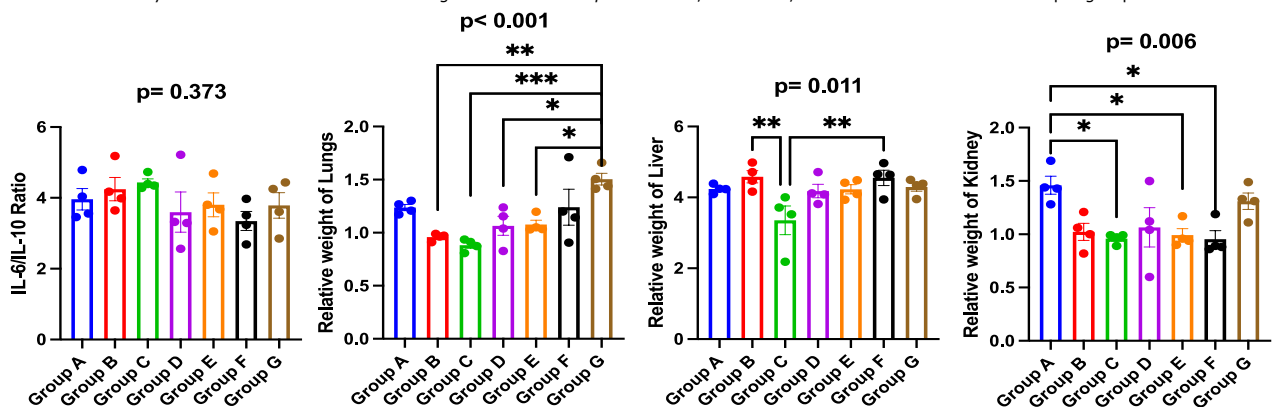 p= 0.373
IL-6/IL-10 Ratio
6
4
2
0
Group A
Group B
Group C
Group D
Group E
Group F
Group G
p< 0.001
**
***
*
*
Relative weight of Lungs
2.0
1.5
1.0
0.5
0.0
Group A
Group B
Group C
Group D
Group E
Group F
Group G
p= 0.011
**
**
Relative weight of Liver
6
4
2
0
Group A
Group B
Group C
Group D
Group E
Group F
Group G
p= 0.006
*
*
*
Relative weight of Kidney
2.0
1.5
1.0
0.5
0.0
Group A
Group B
Group C
Group D
Group E
Group F
Group G